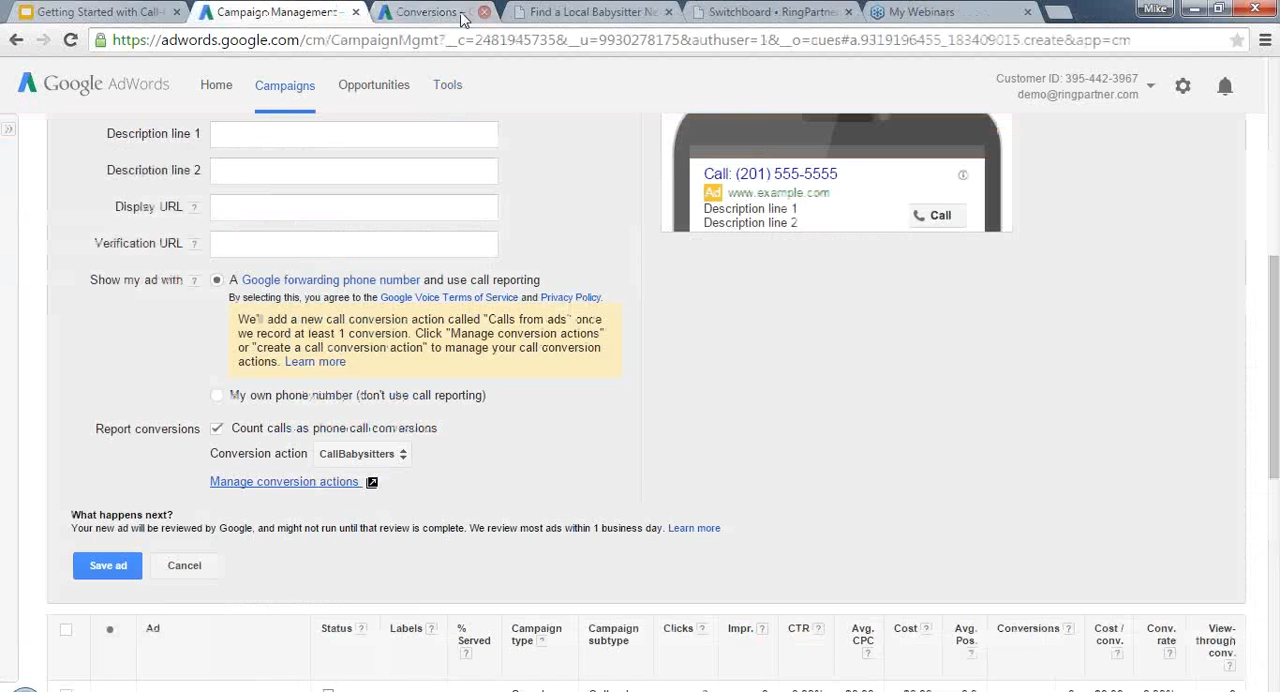 Getting Started with Call-
Campaign Management
Conversions
Find a Local Babysitter No
Switchboard • RingPartner
My Webinars
Mike
https://adwords.google.com/cm/CampaignMgmt?__c=2481945735&__u=9930278175&authuser=1&__o=cues#a.9319196455_183409015.create&app=cm
Google AdWords
Home
Campaigns
Opportunities
Tools
Customer ID: 395-442-3967
demo@ringpartner.com
Description line 1
Description line 2
Display URL ?
Verification URL ?
Call: (201) 555-5555
Ad www.example.com
Description line 1
Description line 2
Call
Show my ad with ? A Google forwarding phone number and use call reporting
By selecting this, you agree to the Google Voice Terms of Service and Privacy Policy.
We'll add a new call conversion action called "Calls from ads" once
we record at least 1 conversion. Click "Manage conversion actions"
or "create a call conversion action" to manage your call conversion
actions. Learn more
My own phone number (don't use call reporting)
Report conversions Count calls as phone call conversions
Conversion action CallBabysitters
Manage conversion actions
What happens next?
Your new ad will be reviewed by Google, and might not run until that review is complete. We review most ads within 1 business day. Learn more
Save ad
Cancel
Ad
Status ?
Labels ?
% Served ?
Campaign type ?
Campaign subtype
Clicks ?
Impr. ?
CTR ?
Avg. CPC ?
Cost ?
Avg. Pos. ?
Conversions ?
Cost / conv. ?
Conv. rate ?
View-through conv. ?